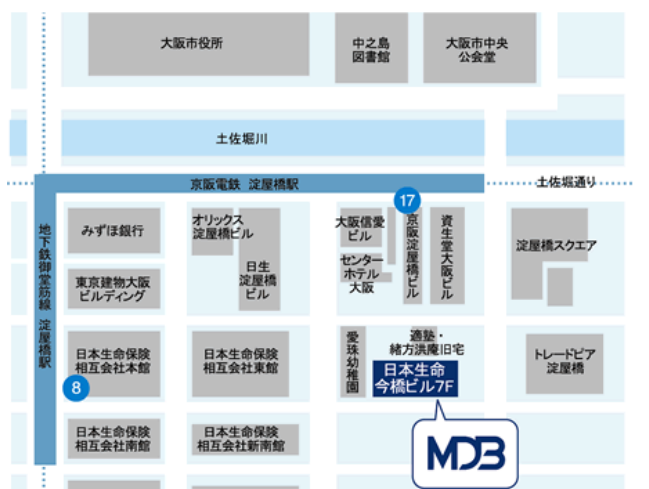 大阪市役所
中之島
図書館
大阪市中央
公会堂
土佐堀川
京阪電鉄 淀屋橋駅
土佐堀通り
地下鉄御堂筋線 淀屋橋駅
みずほ銀行
オリックス
淀屋橋ビル
日生
淀屋橋
ビル
大阪信愛
ビル
センター
ホテル
大阪
17
京阪淀屋橋ビル
資生堂大阪ビル
淀屋橋スクエア
東京建物大阪
ビルディング
日本生命保険
相互会社本館
8
日本生命保険
相互会社東館
愛珠幼稚園
適塾・
緒方洪庵旧宅
日本生命
今橋ビル7F
トレードピア
淀屋橋
日本生命保険
相互会社南館
日本生命保険
相互会社新南館
MDB